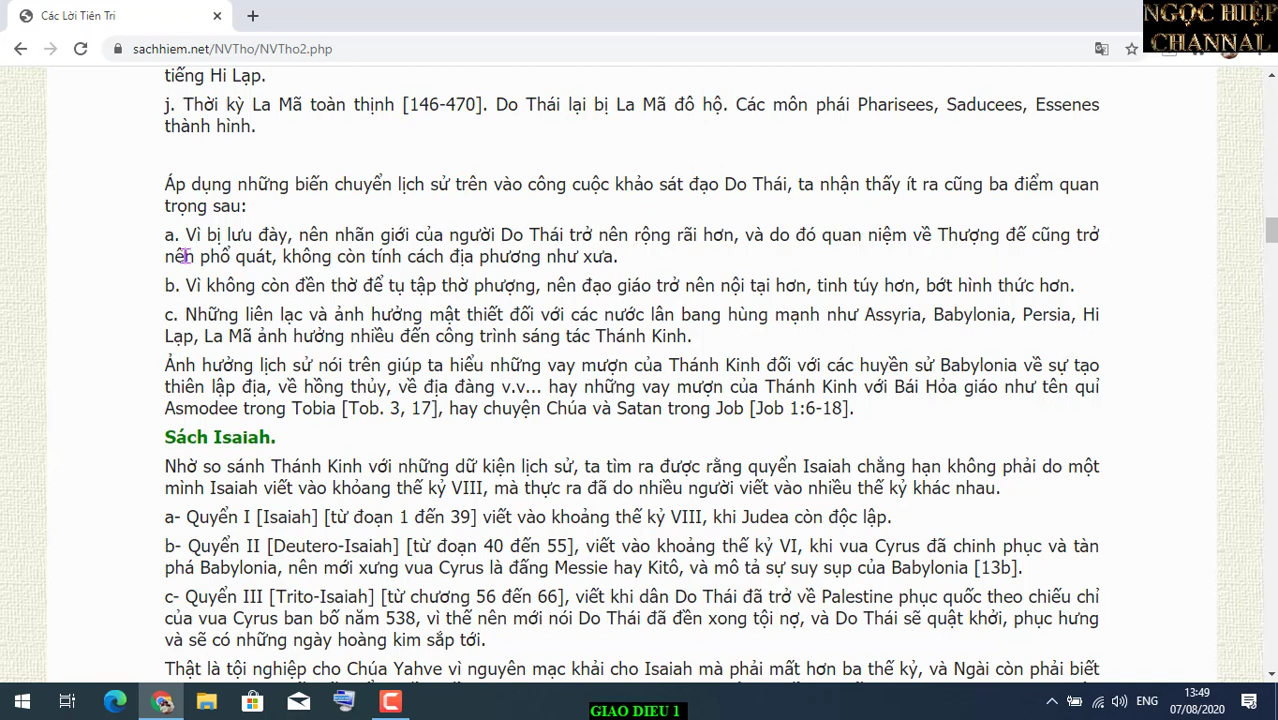 Các Lời Tiên Tri
NGỌC HIỆP
CHANNAL
sachhiem.net/NVTho/NVTho2.php
tiếng Hi Lạp.
j. Thời kỳ La Mã toàn thịnh [146-470]. Do Thái lại bị La Mã đô hộ. Các môn phái Pharisees, Saducees, Essenes
thành hình.
Áp dụng những biến chuyển lịch sử trên vào công cuộc khảo sát đạo Do Thái, ta nhận thấy ít ra cũng ba điểm quan
trọng sau:
a. Vì bị lưu đày, nên nhãn giới của người Do Thái trở nên rộng rãi hơn, và do đó quan niệm về Thượng đế cũng trở
nên phổ quát, không còn tính cách địa phương như xưa.
b. Vì không còn đền thờ để tụ tập thờ phượng, nên đạo giáo trở nên nội tại hơn, tinh túy hơn, bớt hình thức hơn.
c. Những liên lạc và ảnh hưởng mật thiết đối với các nước lân bang hùng mạnh như Assyria, Babylonia, Persia, Hi
Lạp, La Mã ảnh hưởng nhiều đến công trình sáng tác Thánh Kinh.
Ảnh hưởng lịch sử nói trên giúp ta hiểu những vay mượn của Thánh Kinh đối với các huyền sử Babylonia về sự tạo
thiên lập địa, về hồng thủy, về địa đàng v.v... hay những vay mượn của Thánh Kinh với Bái Hỏa giáo như tên quỉ
Asmodee trong Tobia [Tob. 3, 17], hay chuyện Chúa và Satan trong Job [Job 1:6-18].
Sách Isaiah.
Nhờ so sánh Thánh Kinh với những dữ kiện lịch sử, ta tìm ra được rằng quyển Isaiah chẳng hạn không phải do một
mình Isaiah viết vào khỏang thế kỷ VIII, mà thực ra đã do nhiều người viết vào nhiều thế kỷ khác nhau.
a- Quyển I [Isaiah] [từ đoạn 1 đến 39] viết vào khoảng thế kỷ VIII, khi Judea còn độc lập.
b- Quyển II [Deutero-Isaiah] [từ đoạn 40 đến 55], viết vào khoảng thế kỷ VI, khi vua Cyrus đã chinh phục và tàn
phá Babylonia, nên mới xưng vua Cyrus là đấng Messie hay Kitô, và mô tả sự suy sụp của Babylonia [13b].
c- Quyển III [Trito-Isaiah] [từ chương 56 đến 66], viết khi dân Do Thái đã trở về Palestine phục quốc theo chiếu chỉ
của vua Cyrus ban bố năm 538, vì thế nên mới nói Do Thái đã đền xong tội nợ, và Do Thái sẽ quật khởi, phục hưng
và sẽ có những ngày hoàng kim sắp tới.
Thật là tội nghiệp cho Chúa Yahve vì nguyên mạc khải cho Isaiah mà phải mất hơn ba thế kỷ, và Ngài còn phải biết
ENG
13:49
07/08/2020
GIAO DIEU 1